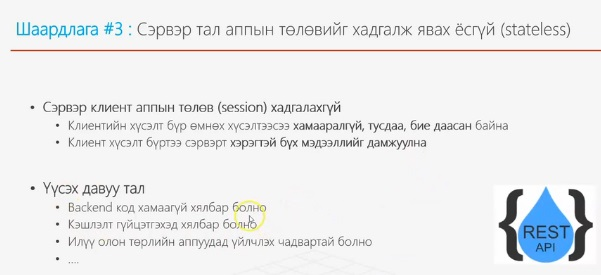 Шаардлага #3 : Сэрвэр тал аппын төлөвийг хадгалж явах ёсгүй (stateless)
• Сэрвэр клиент аппын төлөв (session) хадгалахгүй
• Клиентийн хүсэлт бүр өмнөх хүсэлтээсээ хамааралгүй, тусдаа, бие даасан байна
• Клиент хүсэлт бүртээ сэрвэрт хэрэгтэй бүх мэдээллийг дамжуулна
• Үүсэх давуу тал
• Backend код хамаагүй хялбар болно
• Кэшлэлт гүйцэтгэхэд хялбар болно
• Илүү олон төрлийн аппуудад үйлчлэх чадвартай болно
• ....
{ REST API }